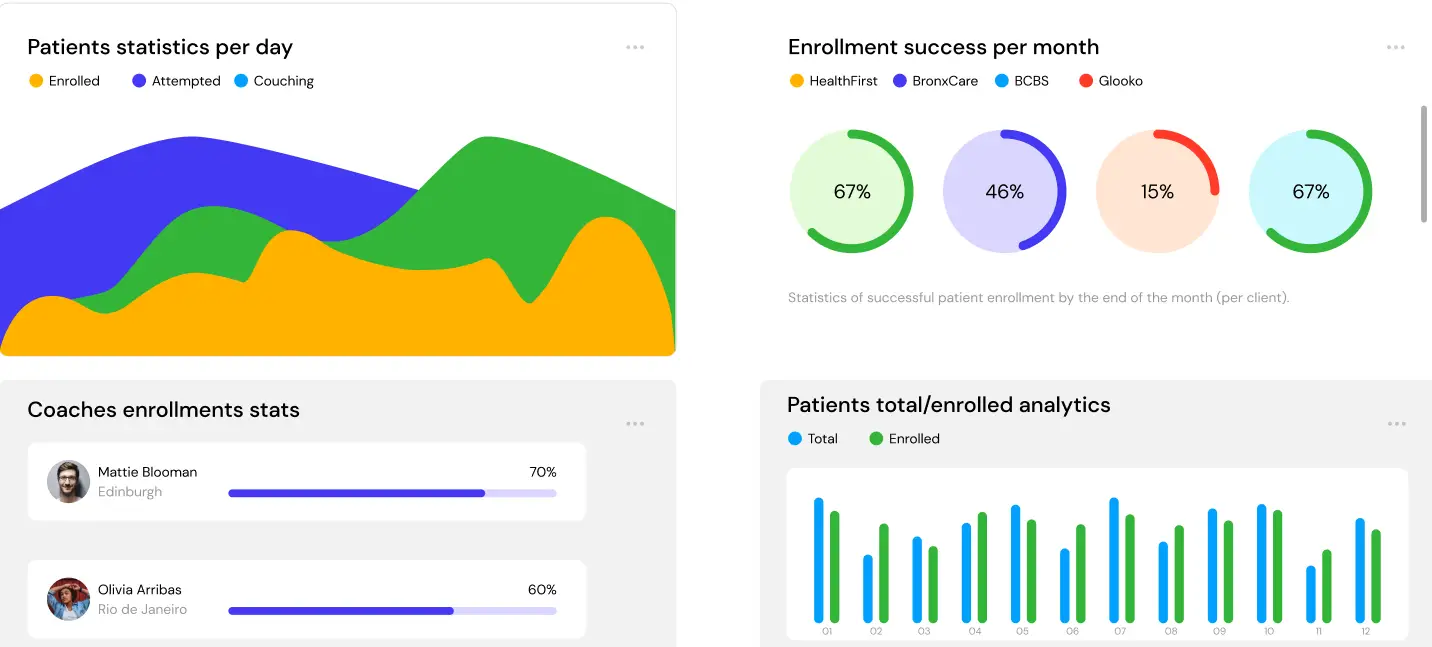 Patients statistics per day
Enrolled Attempted Couching
Enrollment success per month
HealthFirst BronxCare BCBS Glooko
67% 46% 15% 67%
Statistics of successful patient enrollment by the end of the month (per client).
Coaches enrollments stats
Mattie Blooman 70%
Edinburgh
Olivia Arribas 60%
Rio de Janeiro
Patients total/enrolled analytics
Total Enrolled
01 02 03 04 05 06 07 08 09 10 11 12